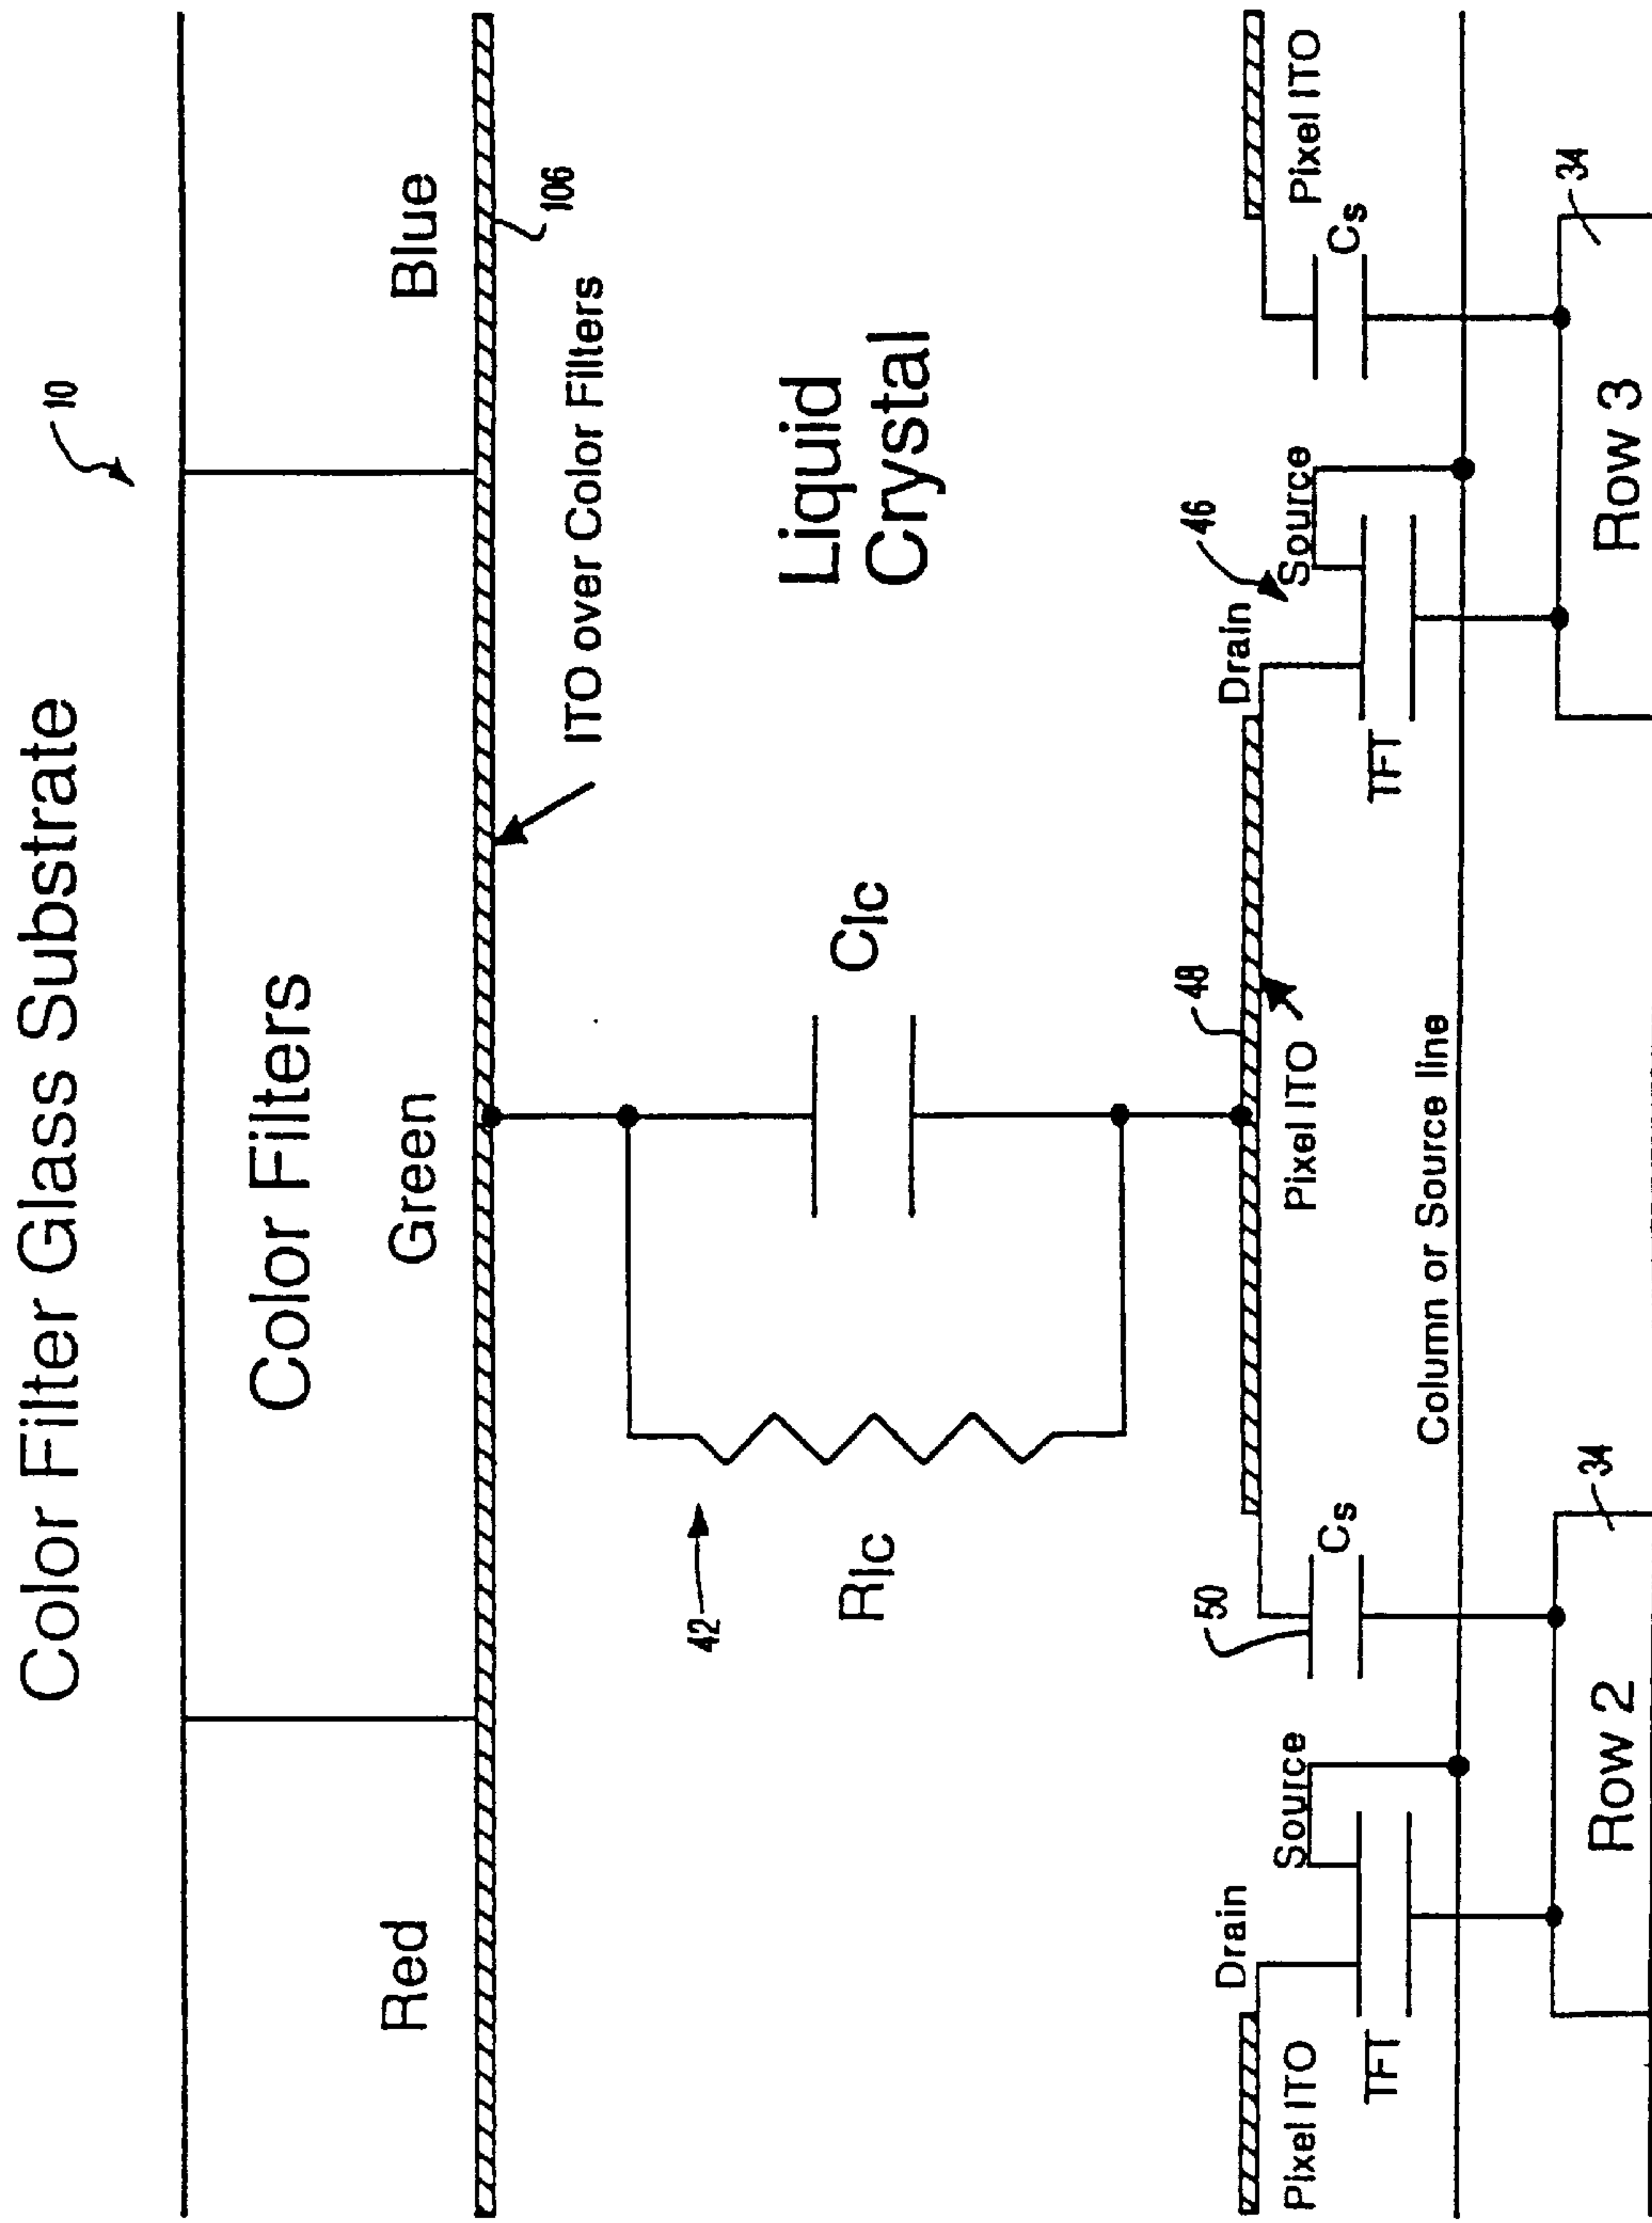 Color Filter Glass Substrate
10
Color Filters
Red
Green
Blue
106
ITO over Color Filters
Liquid
Crystal
42
Rlc
Clc
48
46
50
Drain
Source
Cs
Drain
Source
Cs
Pixel ITO
Pixel ITO
Pixel ITO
TFT
TFT
Column or Source line
34
34
Row 2
Row 3